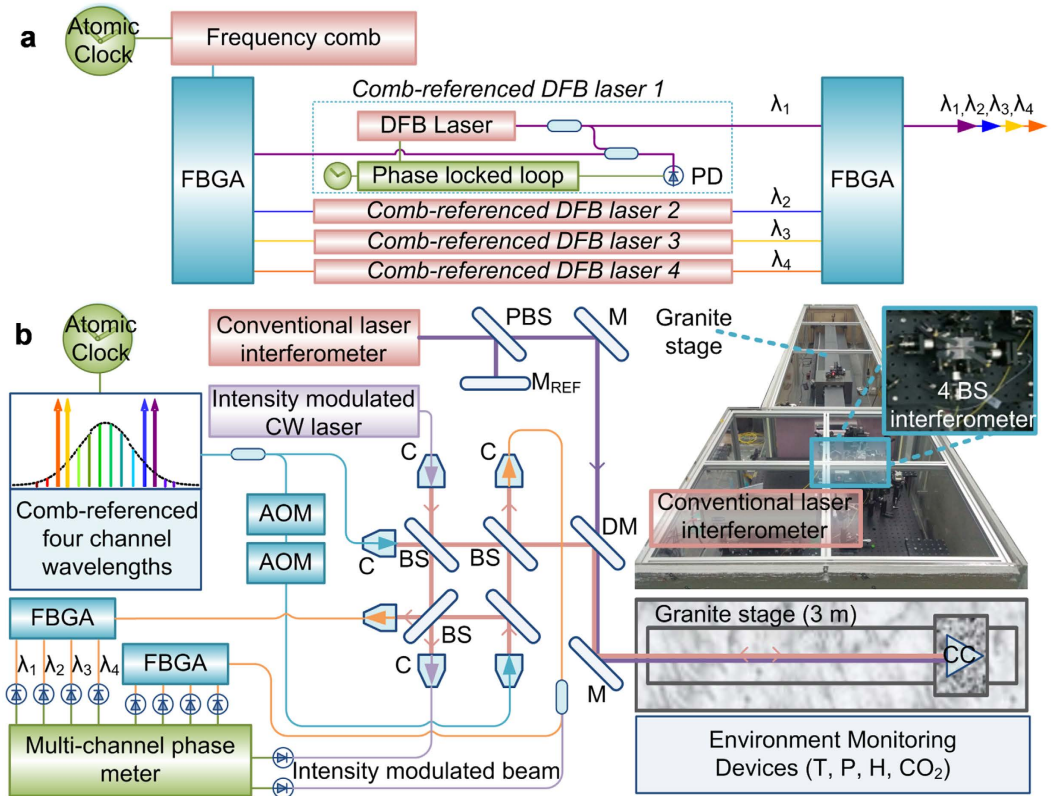 a
Atomic
Clock
Frequency comb
Comb-referenced DFB laser 1
FBGA
DFB Laser
Phase locked loop
PD
λ1
FBGA
λ1,λ2,λ3,λ4
Comb-referenced DFB laser 2
λ2
Comb-referenced DFB laser 3
λ3
Comb-referenced DFB laser 4
λ4
b
Atomic
Clock
Conventional laser
interferometer
PBS
M
MREF
Granite
stage
4 BS
interferometer
Intensity modulated
CW laser
C
C
Conventional laser
interferometer
Comb-referenced
four channel
wavelengths
AOM
AOM
C
BS
BS
DM
BS
C
M
Granite stage (3 m)
CC
FBGA
λ1
λ2
λ3
λ4
FBGA
Multi-channel phase
meter
Intensity modulated beam
Environment Monitoring
Devices (T, P, H, CO2)